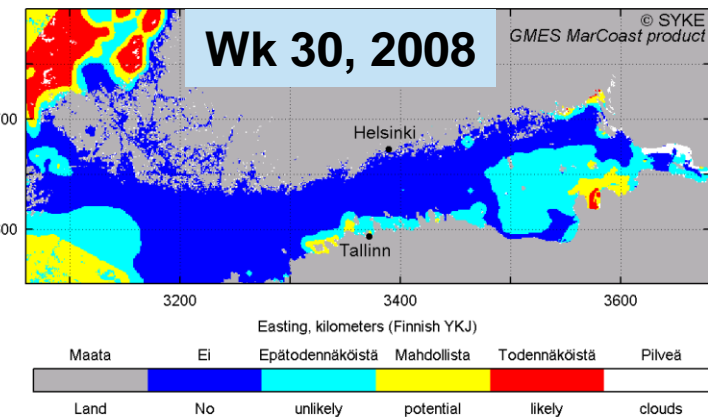 Wk 30, 2008
© SYKE
GMES MarCoast product
Helsinki
Tallinn
3200 3400 3600
Easting, kilometers (Finnish YKJ)
Maata Ei Epätodennäköistä Mahdollista Todennäköistä Pilveä
Land No unlikely potential likely clouds